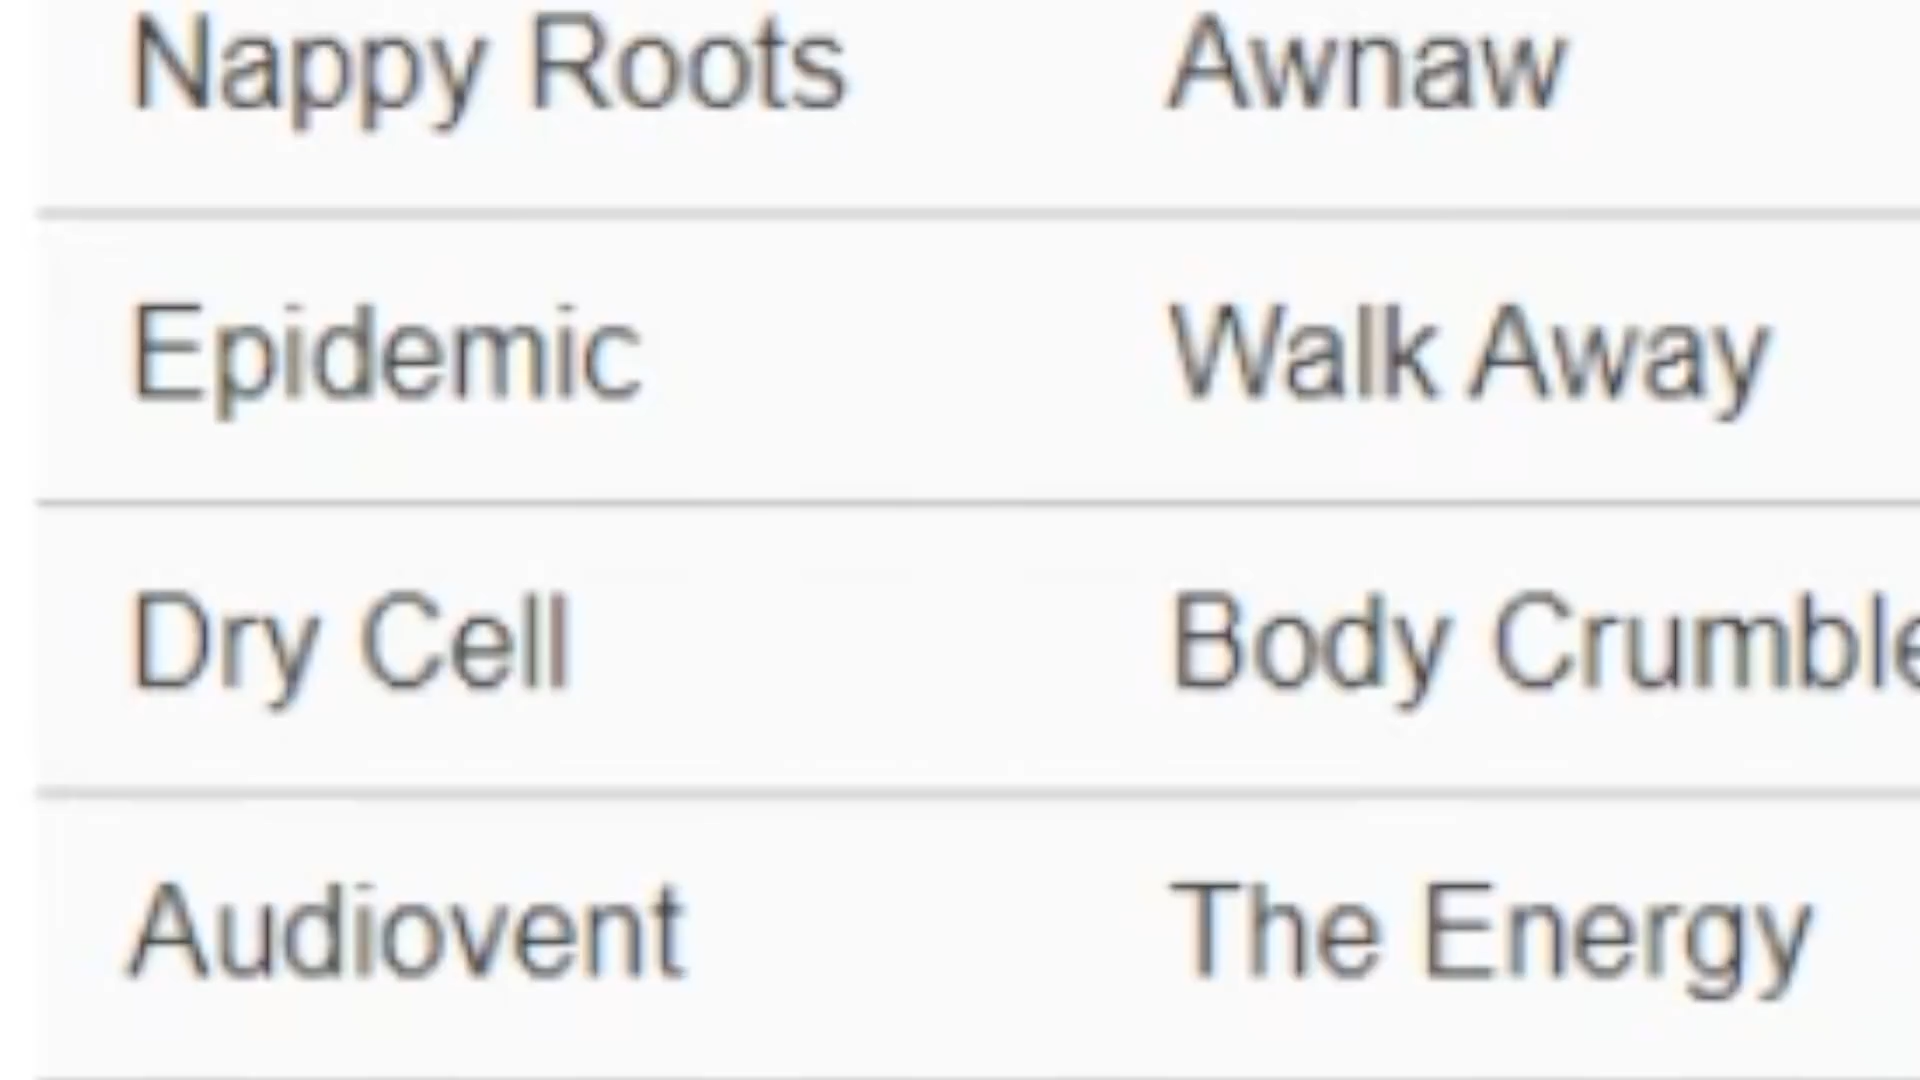 Nappy Roots Awnaw
Epidemic Walk Away
Dry Cell Body Crumble
Audiovent The Energy